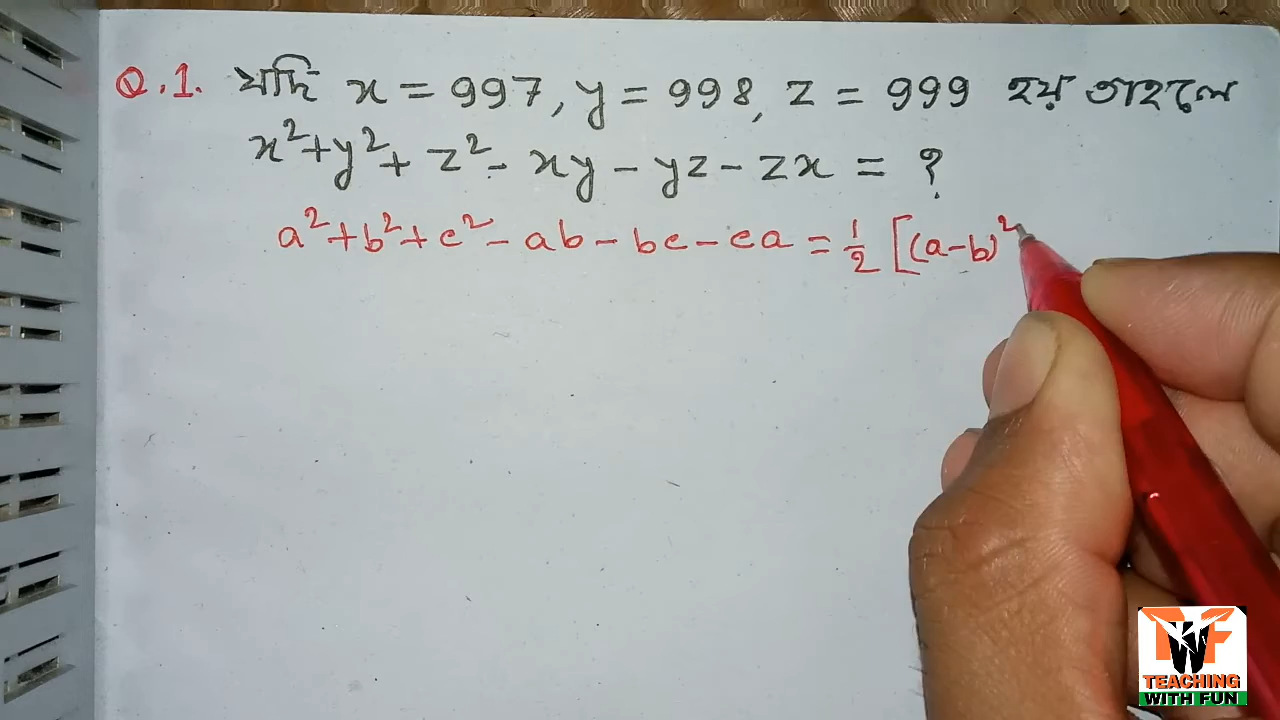 Q.1. যদি x = 997, y = 998, z = 999 হয় তাহলে
x² + y² + z² - xy - yz - zx = ?
a² + b² + c² - ab - bc - ca = 1/2 [(a-b)²
TWF
TEACHING
WITH FUN